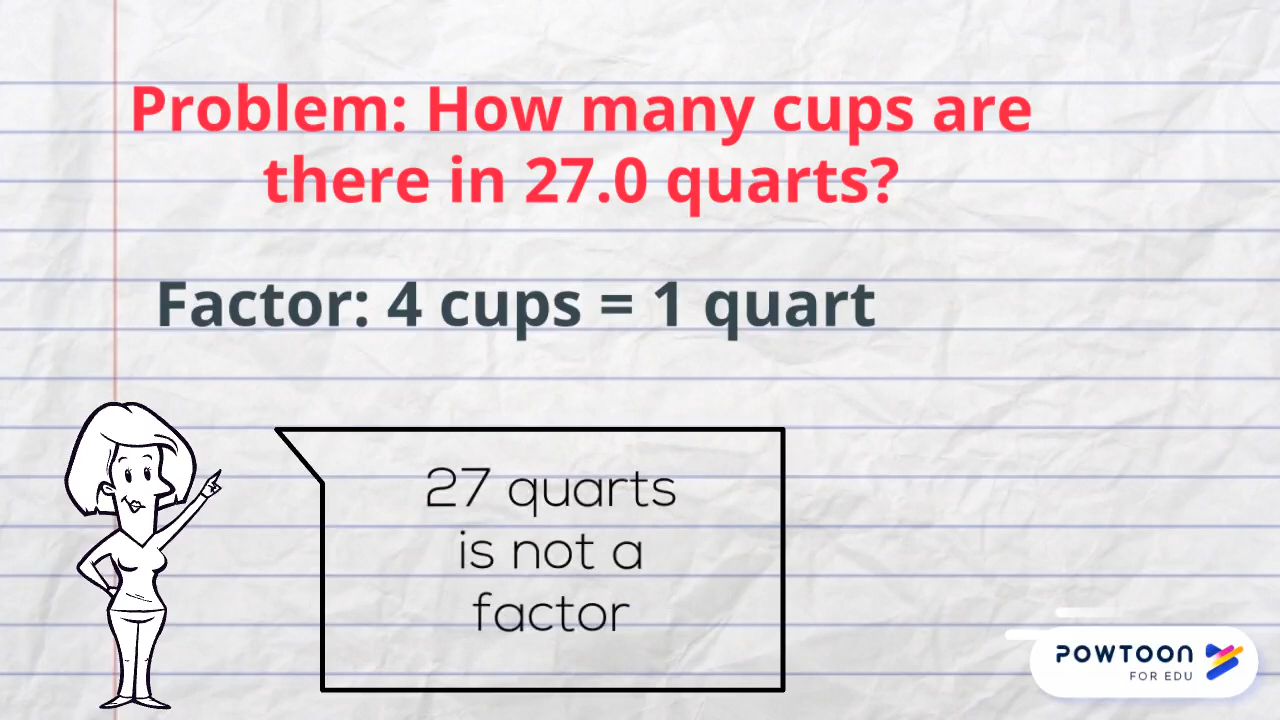 Problem: How many cups are
there in 27.0 quarts?
Factor: 4 cups = 1 quart
27 quarts
is not a
factor
POWTOON
FOR EDU